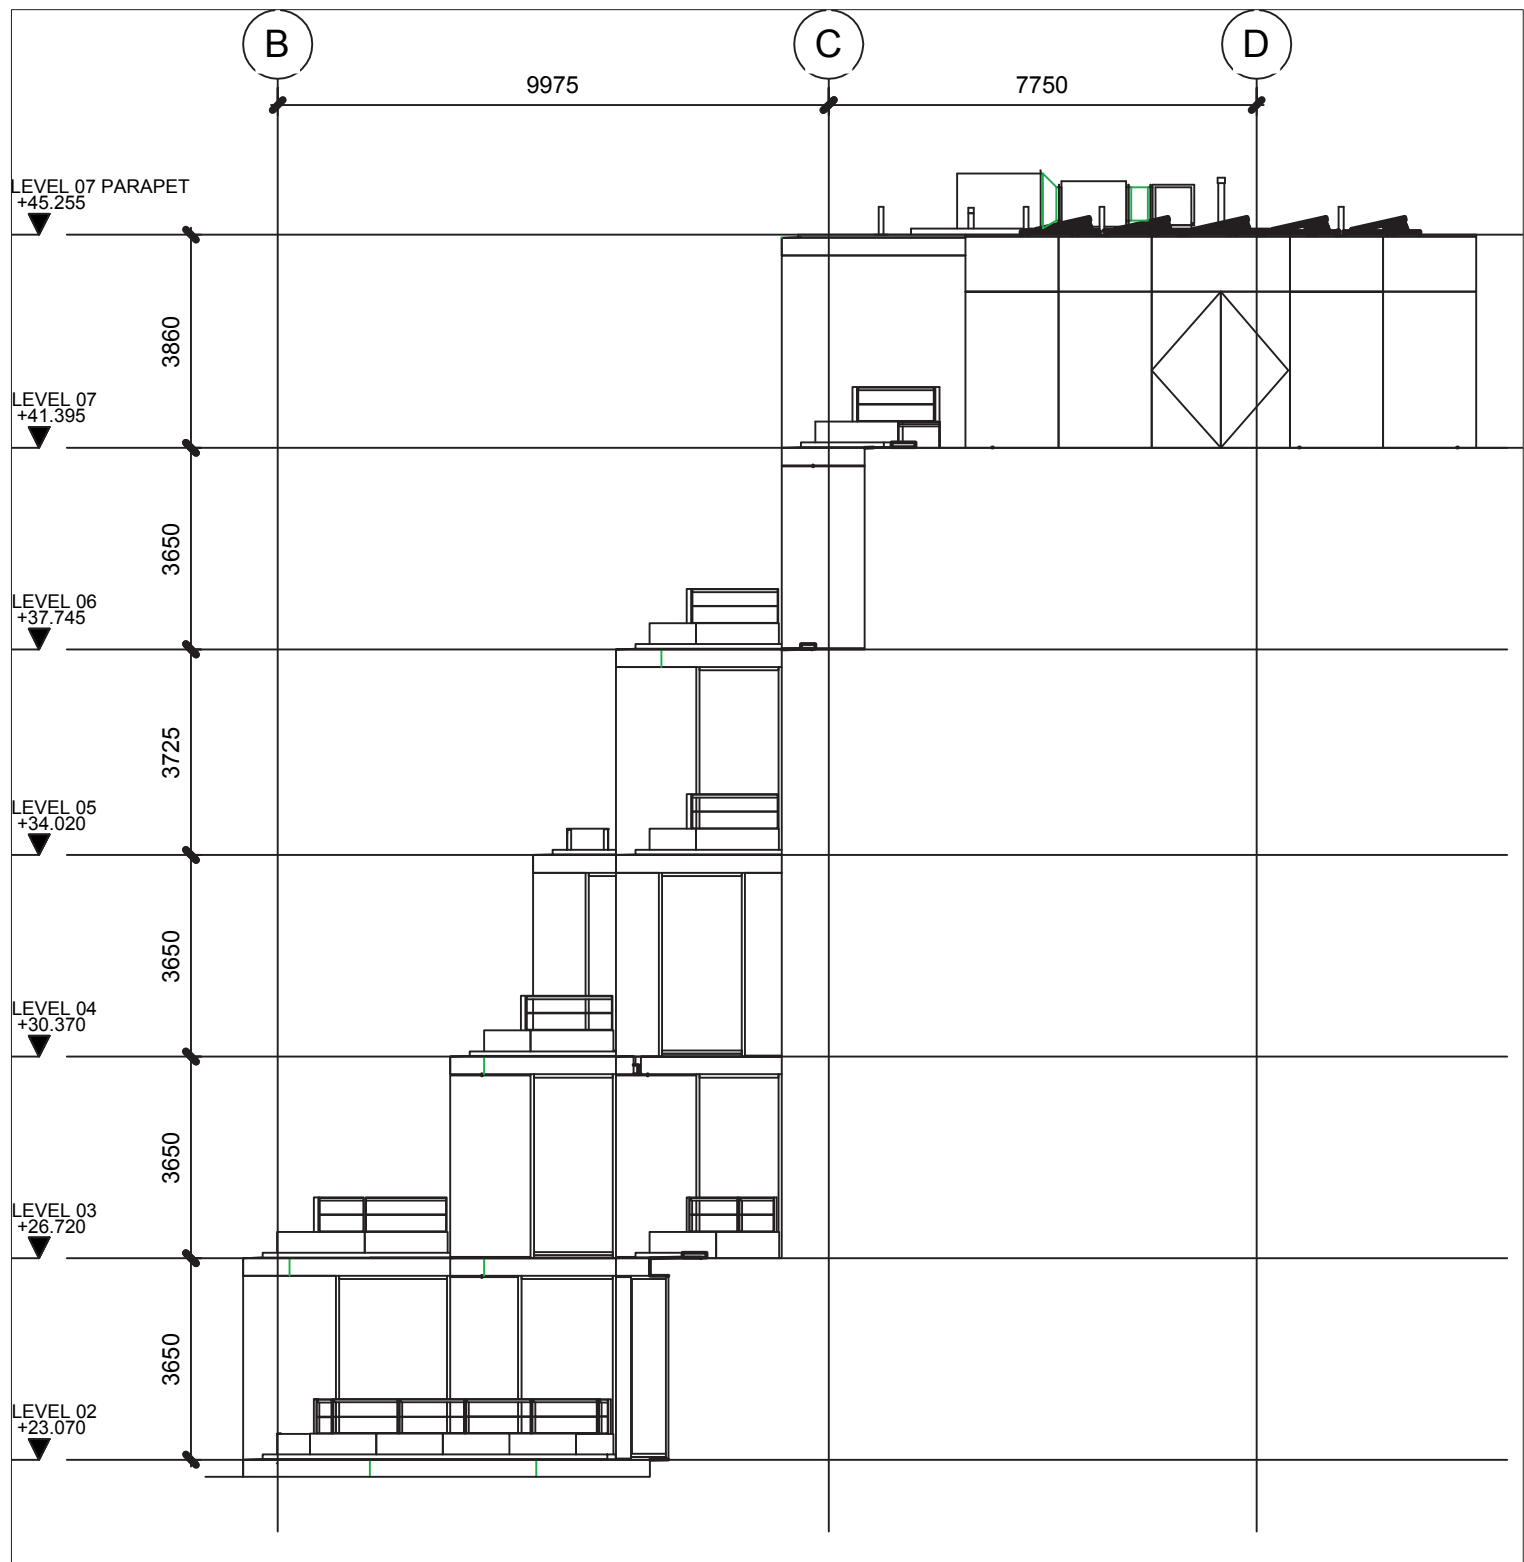 B
C
D
9975
7750
LEVEL 07 PARAPET
+45.255
3860
LEVEL 07
+41.395
3650
LEVEL 06
+37.745
3725
LEVEL 05
+34.020
3650
LEVEL 04
+30.370
3650
LEVEL 03
+26.720
3650
LEVEL 02
+23.070